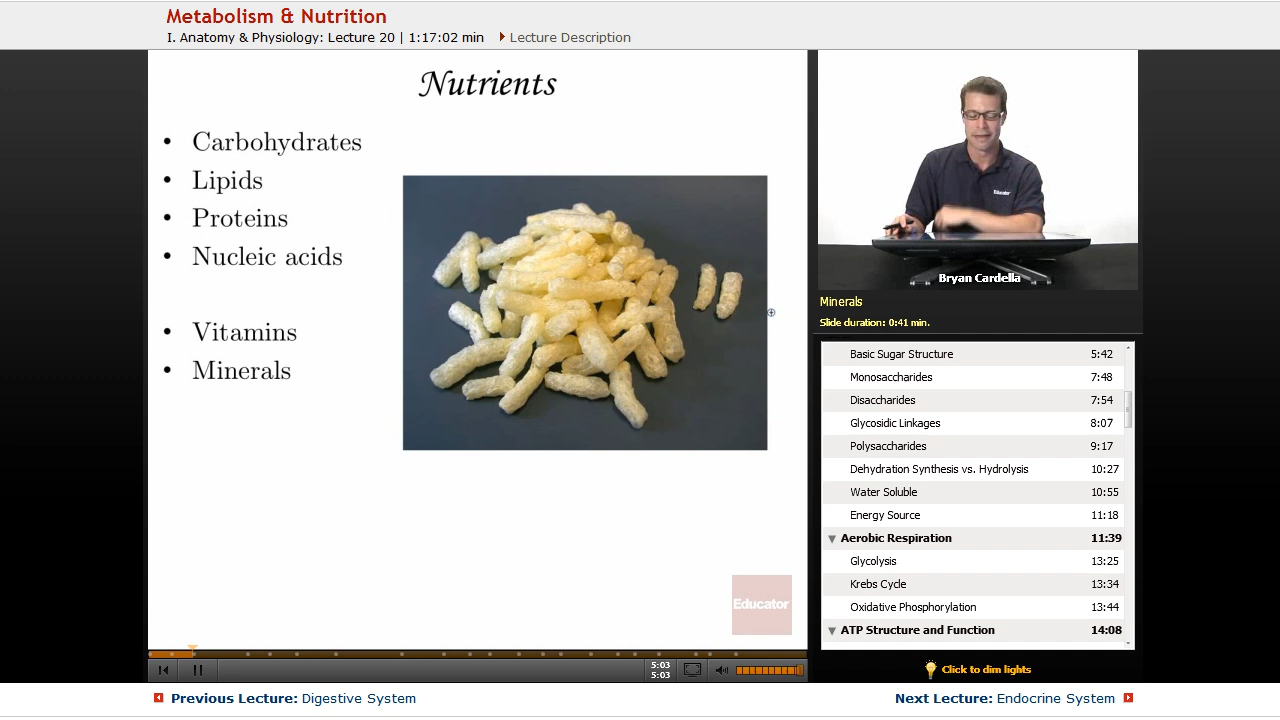 Metabolism & Nutrition
I. Anatomy & Physiology: Lecture 20 | 1:17:02 min Lecture Description
Nutrients
• Carbohydrates
• Lipids
• Proteins
• Nucleic acids
• Vitamins
• Minerals
Educator
Educator
Bryan Cardella
Minerals
Slide duration: 0:41 min.
Basic Sugar Structure 5:42
Monosaccharides 7:48
Disaccharides 7:54
Glycosidic Linkages 8:07
Polysaccharides 9:17
Dehydration Synthesis vs. Hydrolysis 10:27
Water Soluble 10:55
Energy Source 11:18
Aerobic Respiration 11:39
Glycolysis 13:25
Krebs Cycle 13:34
Oxidative Phosphorylation 13:44
ATP Structure and Function 14:08
5:03
5:03
Click to dim lights
Previous Lecture: Digestive System
Next Lecture: Endocrine System